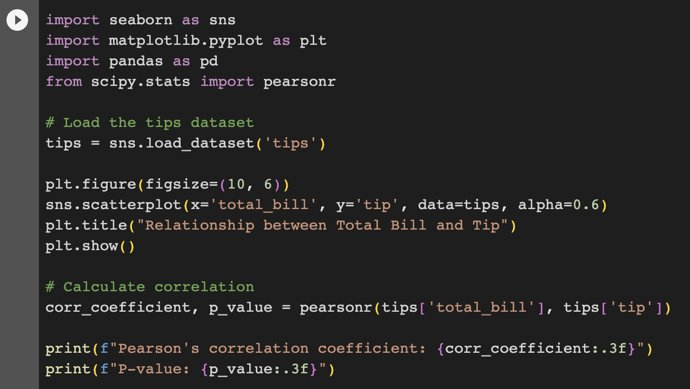 import seaborn as sns
import matplotlib.pyplot as plt
import pandas as pd
from scipy.stats import pearsonr
# Load the tips dataset
tips = sns.load_dataset('tips')
plt.figure(figsize=(10, 6))
sns.scatterplot(x='total_bill', y='tip', data=tips, alpha=0.6)
plt.title("Relationship between Total Bill and Tip")
plt.show()
# Calculate correlation
corr_coefficient, p_value = pearsonr(tips['total_bill'], tips['tip'])
print(f"Pearson's correlation coefficient: {corr_coefficient:.3f}")
print(f"P-value: {p_value:.3f}")